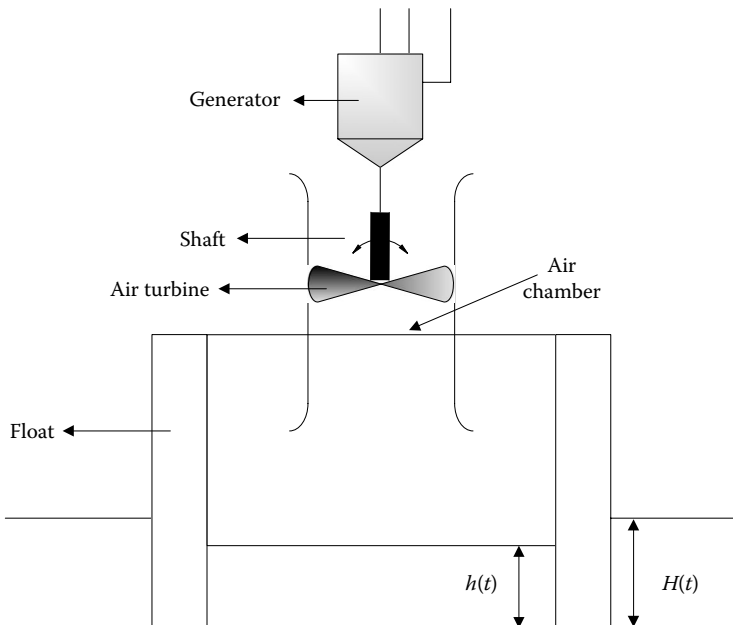 Generator
Shaft
Air turbine
Air
chamber
Float
h(t)
H(t)